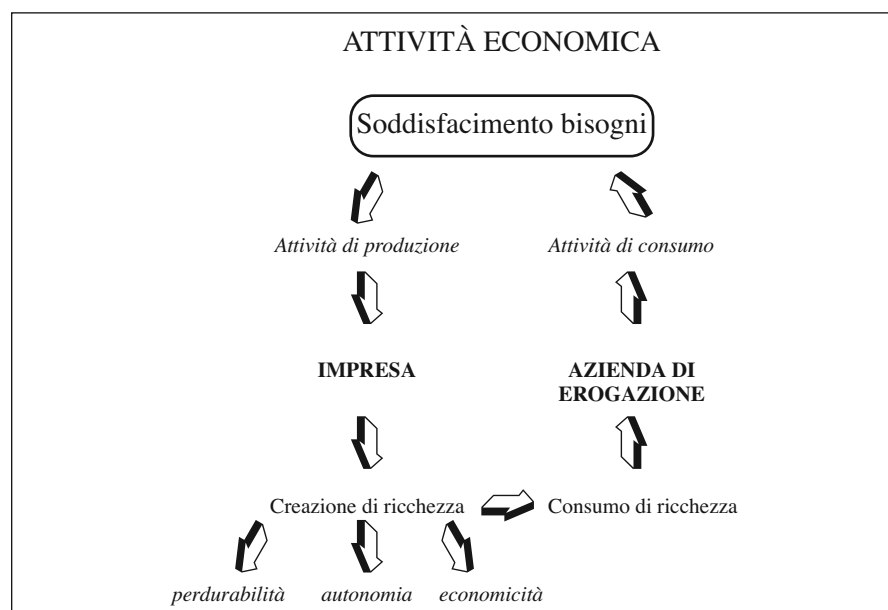 ATTIVITÀ ECONOMICA
Soddisfacimento bisogni
Attività di produzione
Attività di consumo
IMPRESA
AZIENDA DI
EROGAZIONE
Creazione di ricchezza
Consumo di ricchezza
perdurabilità
autonomia
economicità